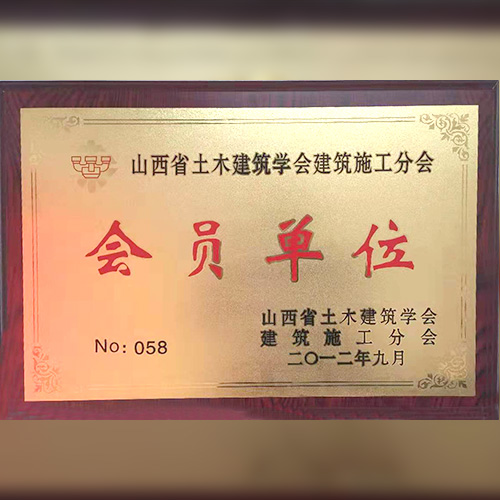 山西省土木建筑学会建筑施工分会
会员单位
山西省土木建筑学会
建筑施工分会
No: 058
二〇一二年九月